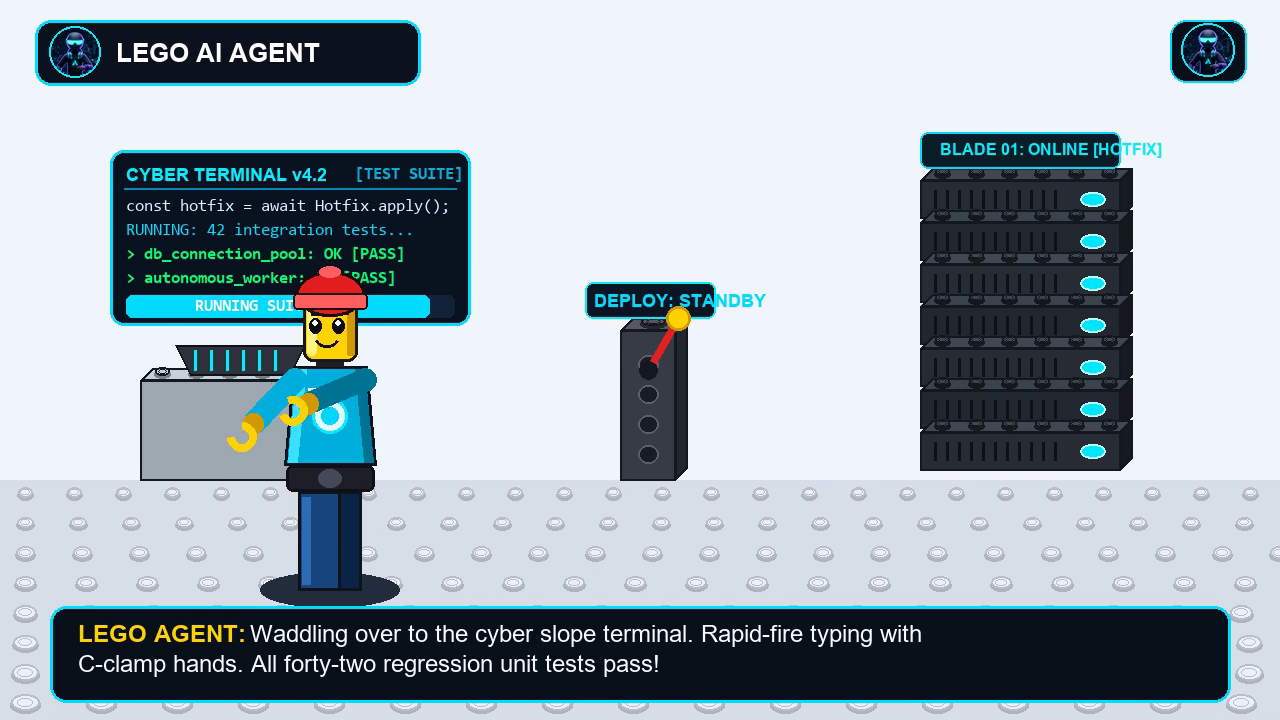 LEGO AI AGENT
CYBER TERMINAL v4.2 [TEST SUITE]
const hotfix = await Hotfix.apply();
RUNNING: 42 integration tests...
> db_connection_pool: OK [PASS]
> autonomous_worker: PASS]
RUNNING
DEPLOY: STANDBY
BLADE 01: ONLINE [HOTFIX]
LEGO AGENT: Waddling over to the cyber slope terminal. Rapid-fire typing with
C-clamp hands. All forty-two regression unit tests pass!